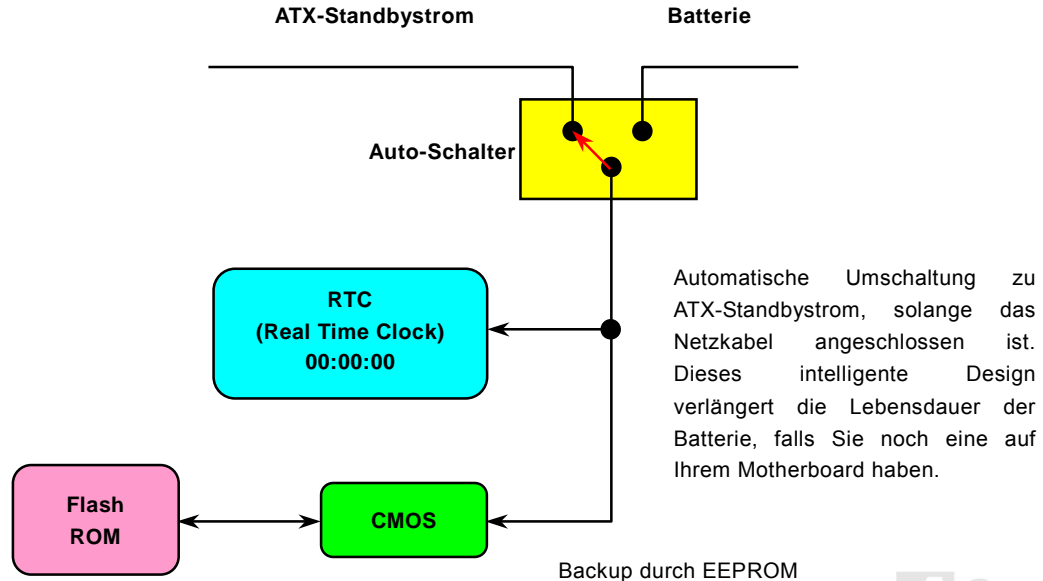 ATX-Standbystrom
Batterie
Auto-Schalter
RTC
(Real Time Clock)
00:00:00
Automatische Umschaltung zu
ATX-Standbystrom, solange das
Netzkabel angeschlossen ist.
Dieses intelligente Design
verlängert die Lebensdauer der
Batterie, falls Sie noch eine auf
Ihrem Motherboard haben.
Flash
ROM
CMOS
Backup durch EEPROM